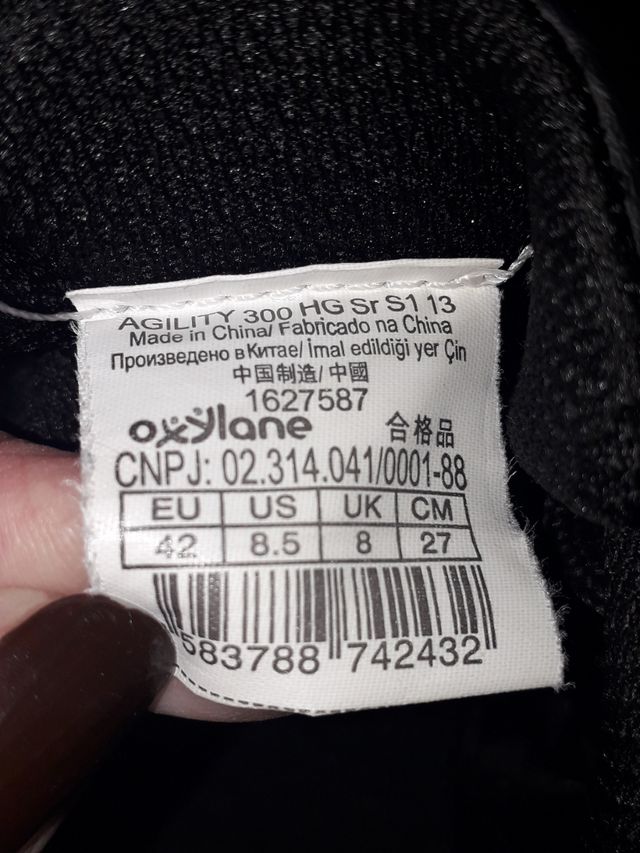 AGILITY 300 HG Sr S1 13
Made in China/ Fabricado na China
Произведено в Китае/ İmal edildiği yer Çin
中国制造/ 中國
1627587
oxylane 合格品
CNPJ: 02.314.041/0001-88
EU US UK CM
42 8.5 8 27
583788 742432